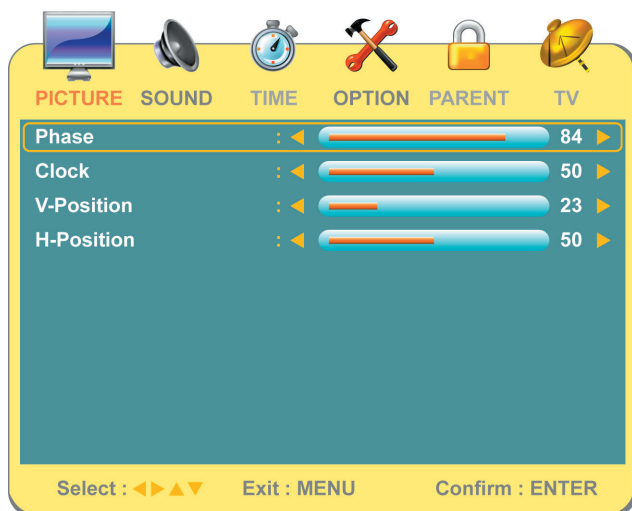 PICTURE SOUND TIME OPTION PARENT TV
Phase : 84
Clock : 50
V-Position : 23
H-Position : 50
Select : ◀▶▲▼ Exit : MENU Confirm : ENTER